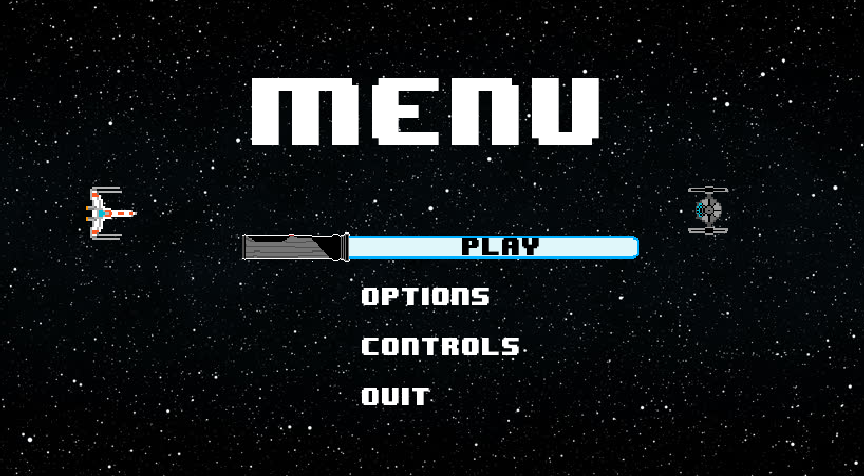 MENU
PLAY
OPTIONS
CONTROLS
QUIT